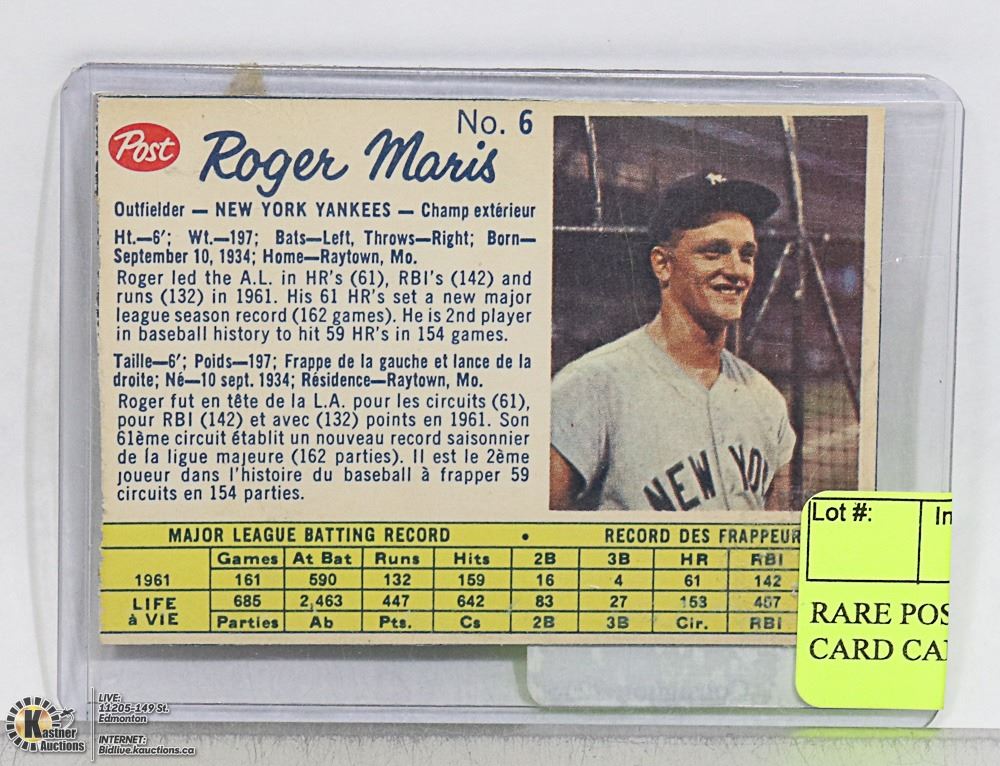 No. 6
Post
Roger Maris
Outfielder — NEW YORK YANKEES — Champ extérieur
Ht.—6'; Wt.—197; Bats—Left, Throws—Right; Born—
September 10, 1934; Home—Raytown, Mo.
Roger led the A.L. in HR's (61), RBI's (142) and
runs (132) in 1961. His 61 HR's set a new major
league season record (162 games). He is 2nd player
in baseball history to hit 59 HR's in 154 games.
Taille—6'; Poids—197; Frappe de la gauche et lance de la
droite; Né—10 sept. 1934; Résidence—Raytown, Mo.
Roger fut en tête de la L.A. pour les circuits (61),
pour RBI (142) et avec (132) points en 1961. Son
61ème circuit établit un nouveau record saisonnier
de la ligue majeure (162 parties). Il est le 2ème
joueur dans l'histoire du baseball à frapper 59
circuits en 154 parties.
NEW YO
MAJOR LEAGUE BATTING RECORD • RECORD DES FRAPPEUR
Games At Bat Runs Hits 2B 3B HR RBI
1961 161 590 132 159 16 4 61 142
LIFE à VIE 685 2,463 447 642 83 27 153 457
Parties Ab Pts. Cs 2B 3B Cir. RBI
Lot #: In
RARE POS
CARD CA
Kastner
Auctions
LIVE:
11205-149 St.
Edmonton
INTERNET:
Bidlive.kauctions.ca